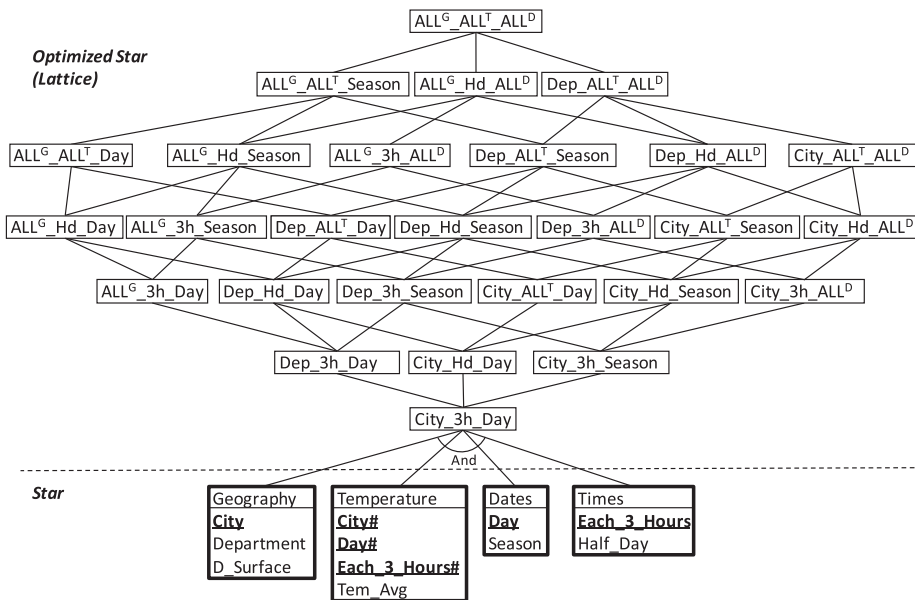 ALLᴳ_ALLᵀ_ALLᴰ
Optimized Star
(Lattice)
ALLᴳ_ALLᵀ_Season ALLᴳ_Hd_ALLᴰ Dep_ALLᵀ_ALLᴰ
ALLᴳ_ALLᵀ_Day ALLᴳ_Hd_Season ALLᴳ_3h_ALLᴰ Dep_ALLᵀ_Season Dep_Hd_ALLᴰ City_ALLᵀ_ALLᴰ
ALLᴳ_Hd_Day ALLᴳ_3h_Season Dep_ALLᵀ_Day Dep_Hd_Season Dep_3h_ALLᴰ City_ALLᵀ_Season City_Hd_ALLᴰ
ALLᴳ_3h_Day Dep_Hd_Day Dep_3h_Season City_ALLᵀ_Day City_Hd_Season City_3h_ALLᴰ
Dep_3h_Day City_Hd_Day City_3h_Season
City_3h_Day
And
Star
Geography
City
Department
D_Surface
Temperature
City#
Day#
Each_3_Hours#
Tem_Avg
Dates
Day
Season
Times
Each_3_Hours
Half_Day